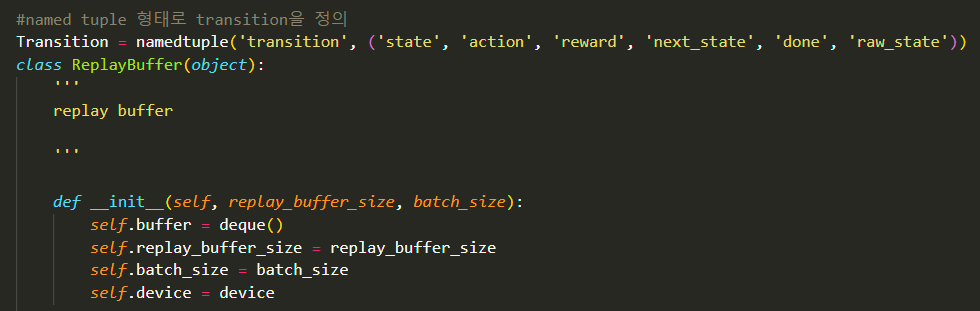 #named tuple 형태로 transition을 정의
Transition = namedtuple('transition', ('state', 'action', 'reward', 'next_state', 'done', 'raw_state'))
class ReplayBuffer(object):
'''
replay buffer
'''
def __init__(self, replay_buffer_size, batch_size):
self.buffer = deque()
self.replay_buffer_size = replay_buffer_size
self.batch_size = batch_size
self.device = device